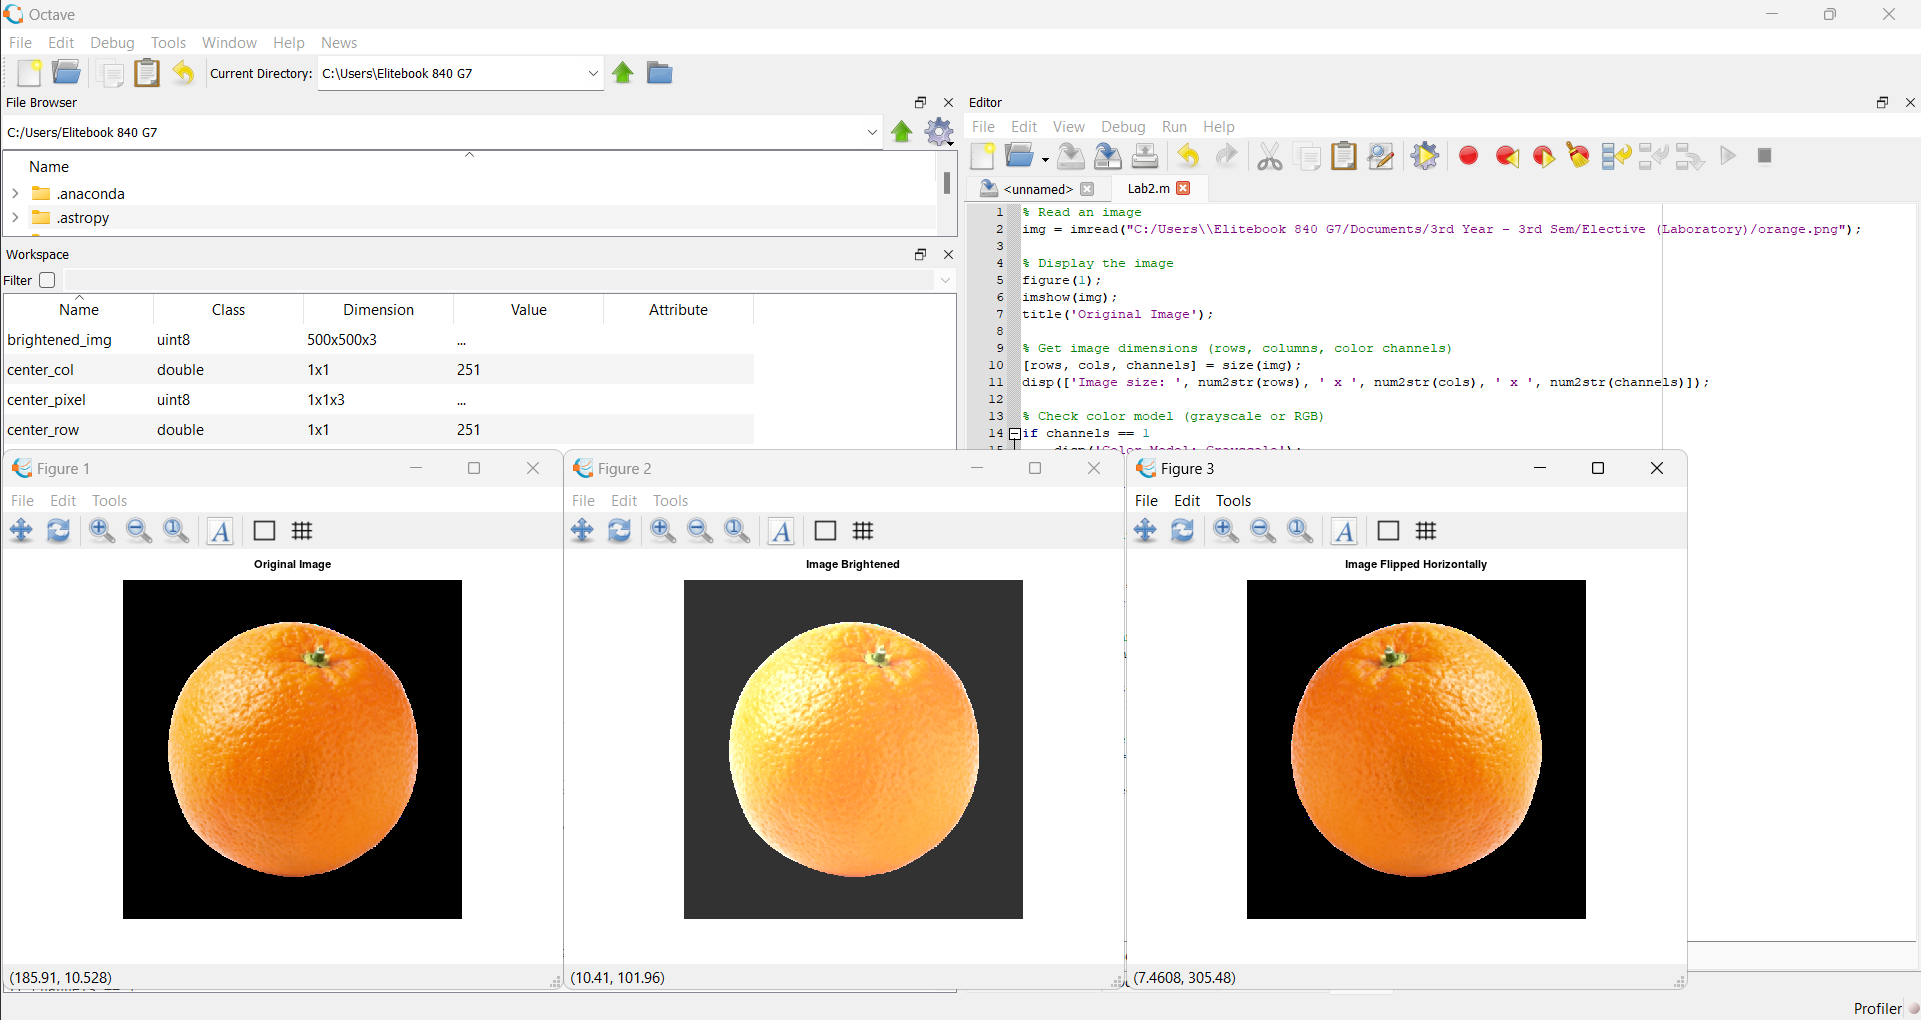 Octave
File Edit Debug Tools Window Help News
Current Directory: C:\Users\Elitebook 840 G7
File Browser
C:/Users/Elitebook 840 G7
Name
.anaconda
.astropy
Workspace
Filter
Name Class Dimension Value Attribute
brightened_img uint8 500x500x3 ...
center_col double 1x1 251
center_pixel uint8 1x1x3 ...
center_row double 1x1 251
Editor
File Edit View Debug Run Help
<unnamed> Lab2.m
1 % Read an image
2 img = imread("C:/Users\\Elitebook 840 G7/Documents/3rd Year - 3rd Sem/Elective (Laboratory)/orange.png");
3
4 % Display the image
5 figure(1);
6 imshow(img);
7 title('Original Image');
8
9 % Get image dimensions (rows, columns, color channels)
10 [rows, cols, channels] = size(img);
11 disp(['Image size: ', num2str(rows), ' x ', num2str(cols), ' x ', num2str(channels)]);
12
13 % Check color model (grayscale or RGB)
14 if channels == 1
15 disp('Color Model: Grayscale');
Figure 1
File Edit Tools
Original Image
(185.91, 10.528)
Figure 2
File Edit Tools
Image Brightened
(10.41, 101.96)
Figure 3
File Edit Tools
Image Flipped Horizontally
(7.4608, 305.48)
Profiler